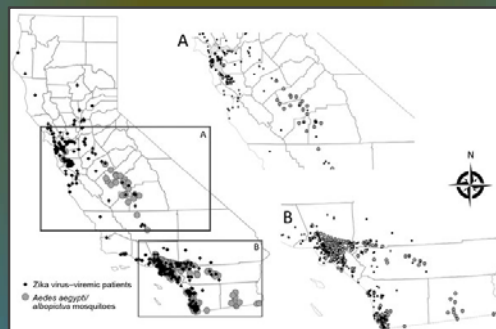 A
N
A
B
B
Zika virus–viremic patients
Aedes aegypti/
albopictus mosquitoes